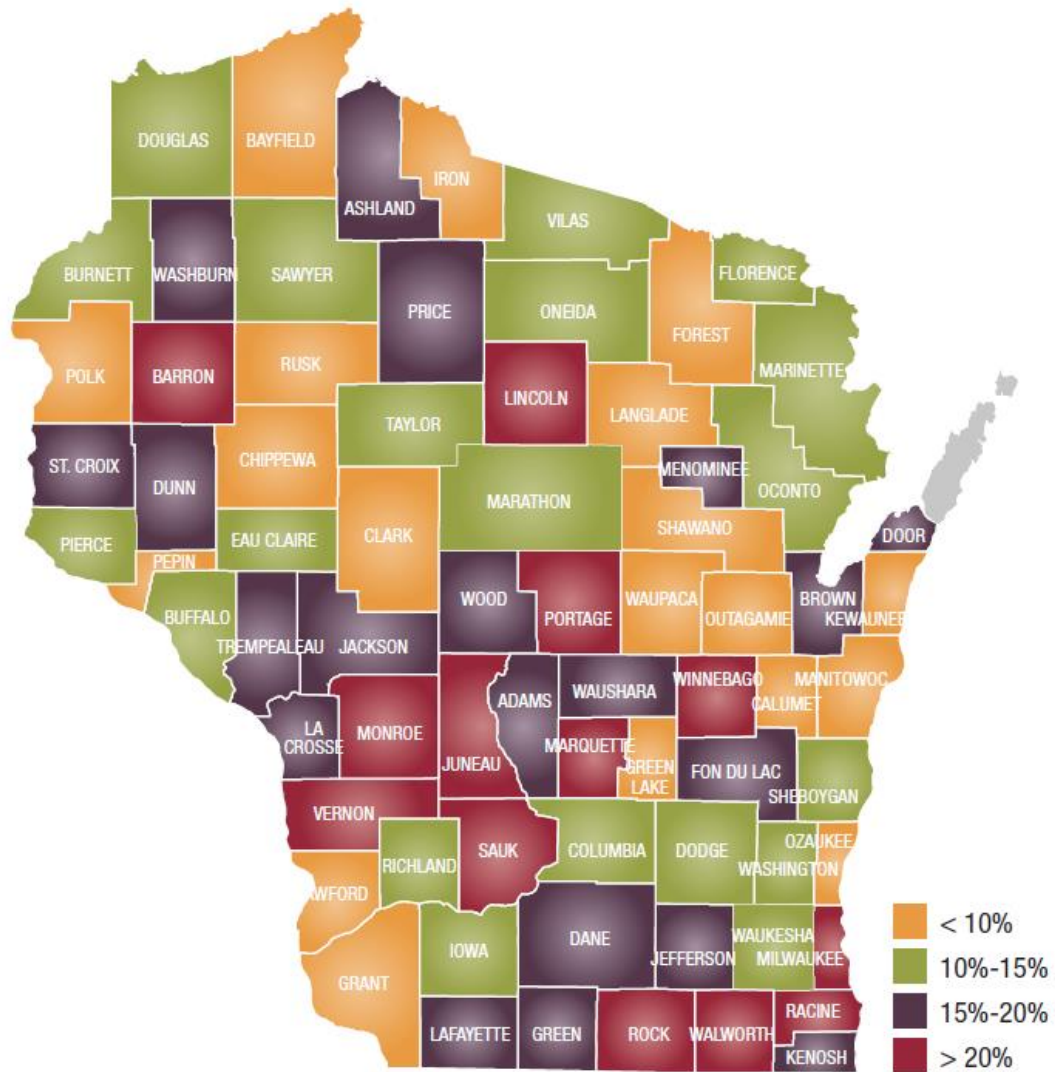 DOUGLAS
BAYFIELD
ASHLAND
IRON
VILAS
BURNETT
WASHBURN
SAWYER
PRICE
ONEIDA
FLORENCE
FOREST
MARINETTE
POLK
BARRON
RUSK
LINCOLN
TAYLOR
LANGLADE
ST. CROIX
DUNN
CHIPPEWA
MARATHON
MENOMINEE
OCONTO
PIERCE
EAU CLAIRE
CLARK
SHAWANO
DOOR
PEPIN
BUFFALO
TREMPEALEAU
JACKSON
WOOD
PORTAGE
WAUPACA
OUTAGAMIE
BROWN
KEWAUNEE
LA
CROSSE
MONROE
JUNEAU
ADAMS
WAUSHARA
WINNEBAGO
CALUMET
MANITOWOC
MARQUETTE
GREEN
LAKE
FON DU LAC
SHEBOYGAN
VERNON
SAUK
RICHLAND
COLUMBIA
DODGE
WASHINGTON
OZAUKEE
AWFORD
GRANT
IOWA
DANE
JEFFERSON
WAUKESHA
MILWAUKEE
LAFAYETTE
GREEN
ROCK
WALWORTH
RACINE
KENOSH
< 10%
10%-15%
15%-20%
> 20%